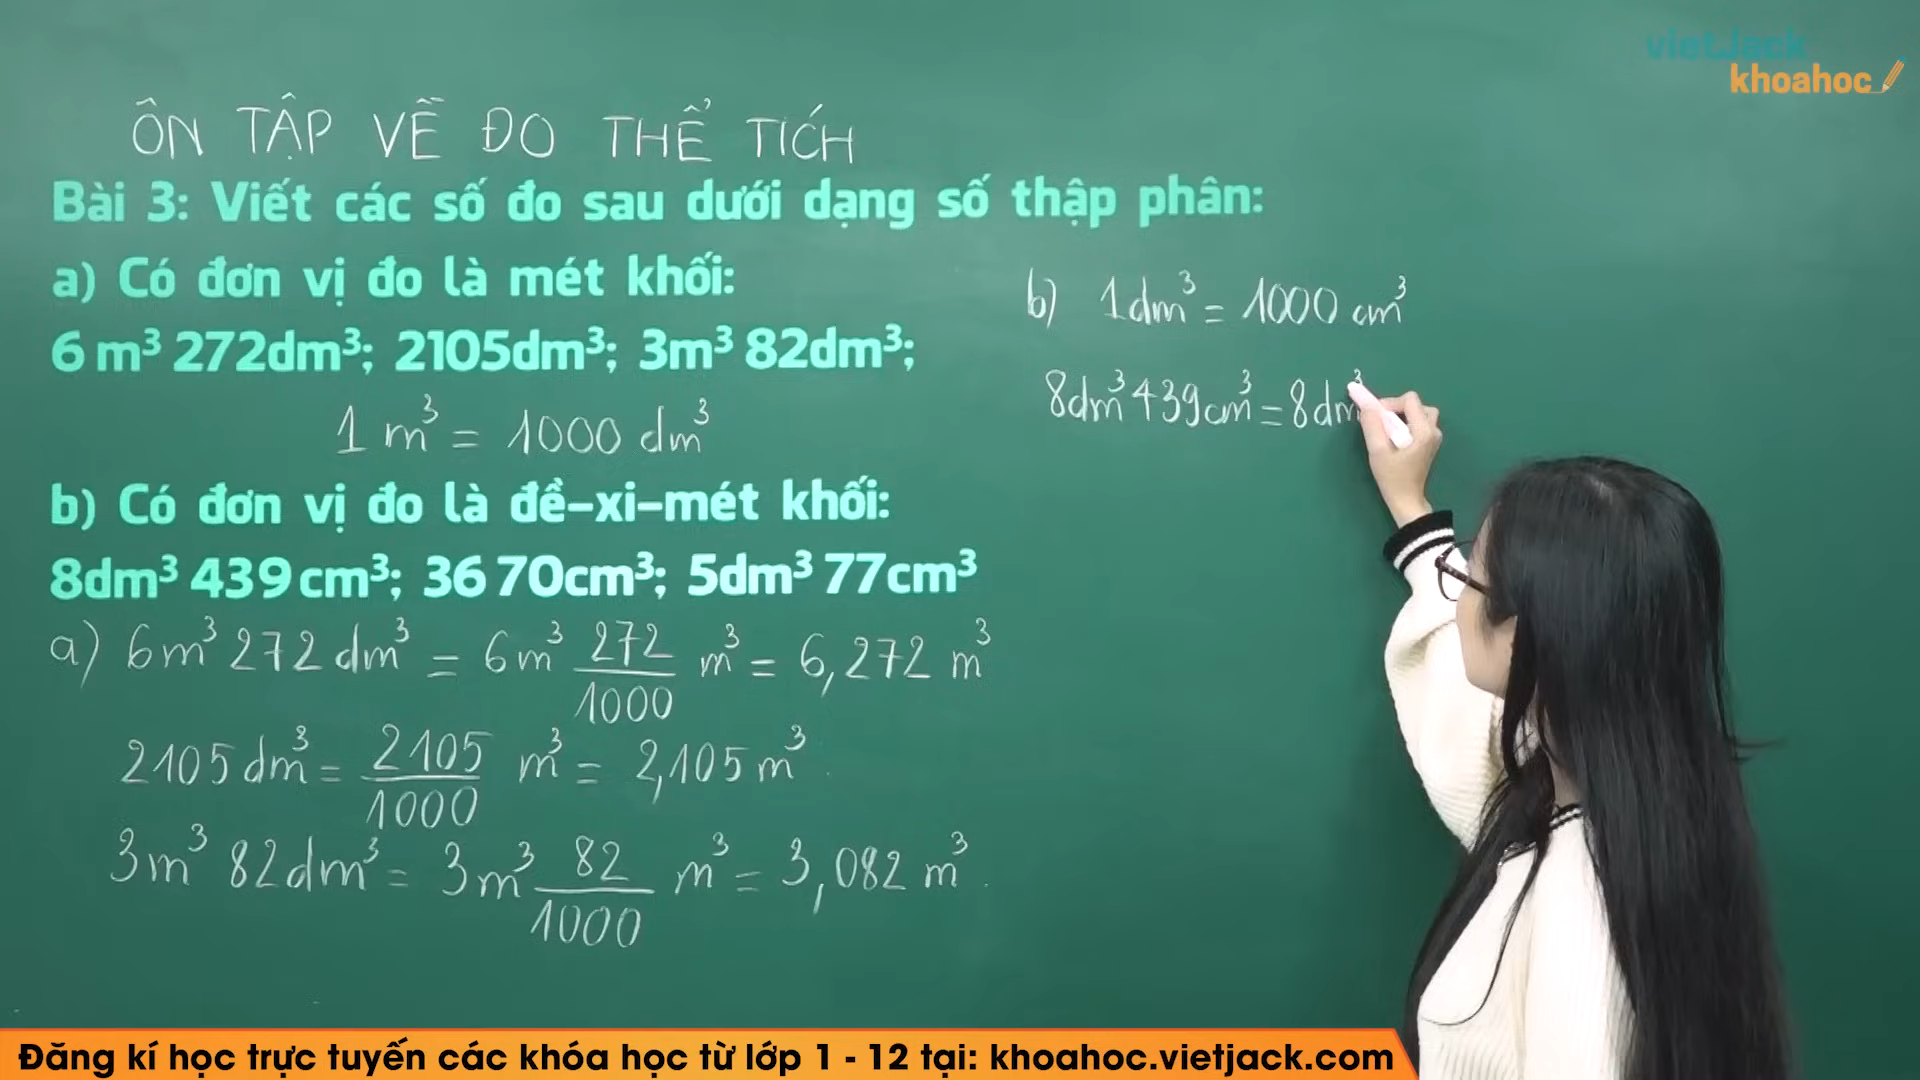 vietJack
khoahoc
ÔN TẬP VỀ ĐO THỂ TÍCH
Bài 3: Viết các số đo sau dưới dạng số thập phân:
a) Có đơn vị đo là mét khối:
6 m³ 272dm³; 2105dm³; 3m³ 82dm³;
1 m³ = 1000 dm³
b) Có đơn vị đo là đề-xi-mét khối:
8dm³ 439 cm³; 36 70cm³; 5dm³ 77cm³
a) 6m³ 272 dm³ = 6m³ 272/1000 m³ = 6,272 m³
2105 dm³ = 2105/1000 m³ = 2,105 m³
3m³ 82dm³ = 3m³ 82/1000 m³ = 3,082 m³.
b) 1dm³ = 1000 cm³
8dm³ 439cm³ = 8dm³
Đăng kí học trực tuyến các khóa học từ lớp 1 - 12 tại: khoahoc.vietjack.com